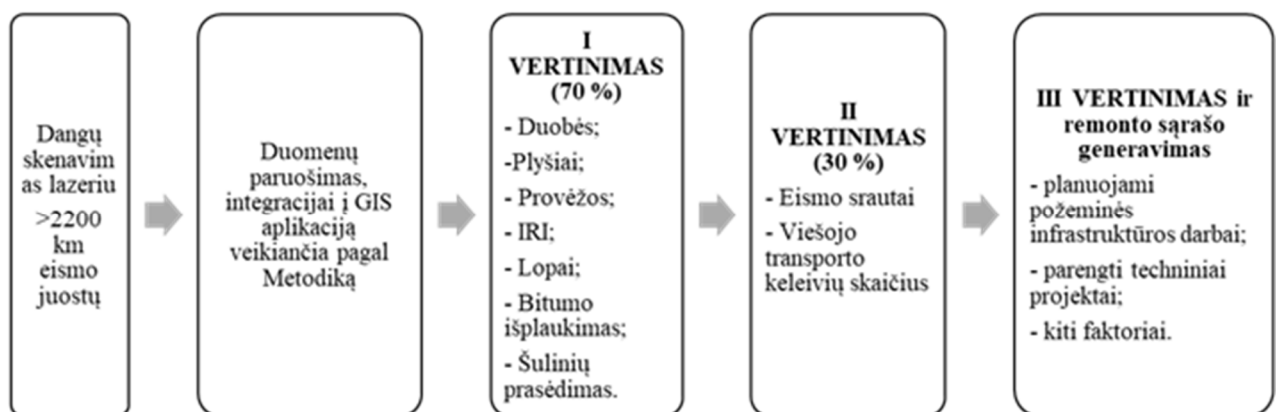 Dangų
skenavim
as lazeriu
>2200
km
eismo
juostų
Duomenų
paruošimas,
integracijai į GIS
aplikaciją
veikiančia pagal
Metodiką
I
VERTINIMAS
(70 %)
- Duobės;
-Plyšiai;
- Provėžos;
- IRI;
- Lopai;
- Bitumo
išplaukimas;
- Šulinių
prasėdimas.
II
VERTINIMAS
(30 %)
- Eismo srautai
- Viešojo
transporto
keleivių skaičius
III VERTINIMAS ir
remonto sąrašo
generavimas
- planuojami
požeminės
infrastruktūros darbai;
- parengti techniniai
projektai;
- kiti faktoriai.